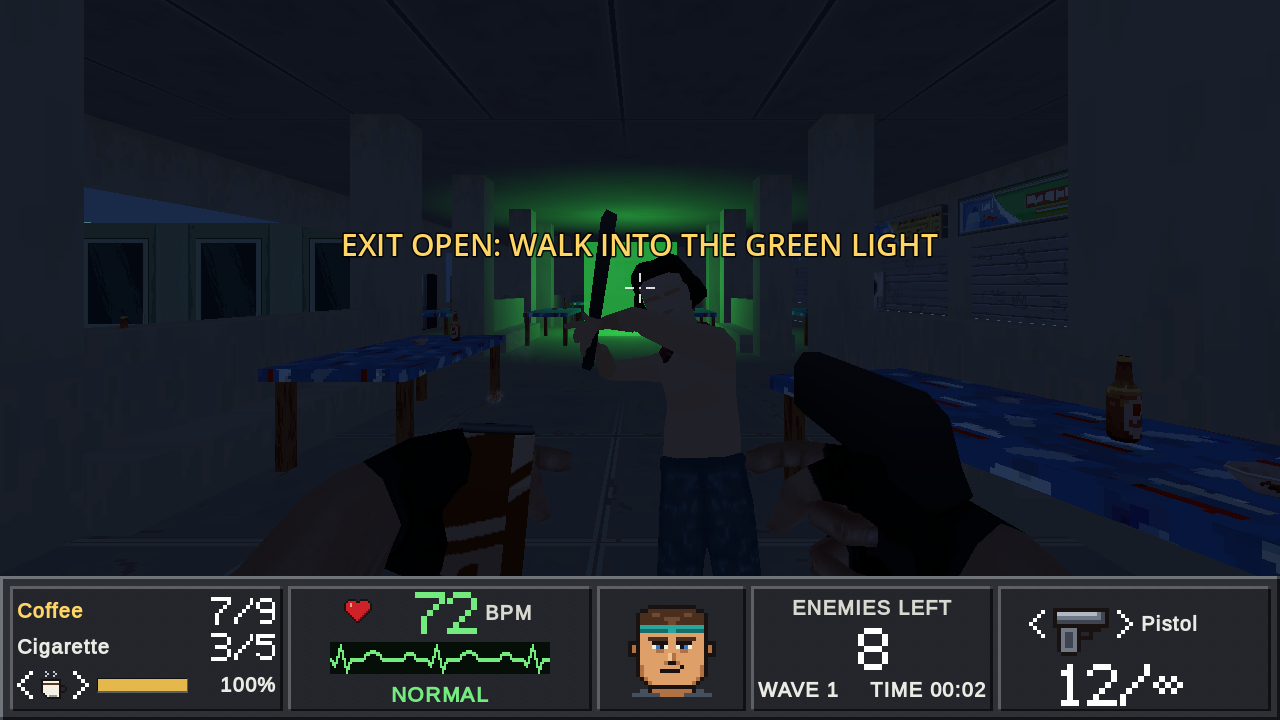 EXIT OPEN: WALK INTO THE GREEN LIGHT
Coffee 7/9
Cigarette 3/5
100%
72 BPM
NORMAL
ENEMIES LEFT
8
WAVE 1 TIME 00:02
Pistol
12/∞